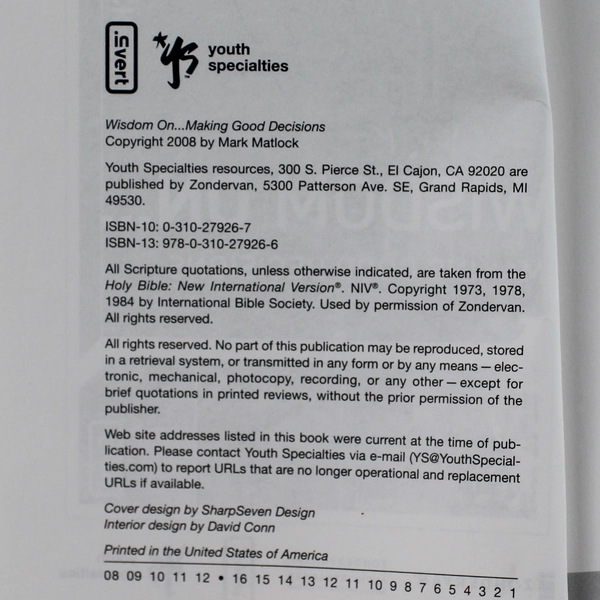 .invert
YS youth
specialties
Wisdom On...Making Good Decisions
Copyright 2008 by Mark Matlock
Youth Specialties resources, 300 S. Pierce St., El Cajon, CA 92020 are
published by Zondervan, 5300 Patterson Ave. SE, Grand Rapids, MI
49530.
ISBN-10: 0-310-27926-7
ISBN-13: 978-0-310-27926-6
All Scripture quotations, unless otherwise indicated, are taken from the
Holy Bible: New International Version®. NIV®. Copyright 1973, 1978,
1984 by International Bible Society. Used by permission of Zondervan.
All rights reserved.
All rights reserved. No part of this publication may be reproduced, stored
in a retrieval system, or transmitted in any form or by any means — elec-
tronic, mechanical, photocopy, recording, or any other — except for
brief quotations in printed reviews, without the prior permission of the
publisher.
Web site addresses listed in this book were current at the time of pub-
lication. Please contact Youth Specialties via e-mail (YS@YouthSpecial-
ties.com) to report URLs that are no longer operational and replacement
URLs if available.
Cover design by SharpSeven Design
Interior design by David Conn
Printed in the United States of America
08 09 10 11 12 • 16 15 14 13 12 11 10 9 8 7 6 5 4 3 2 1